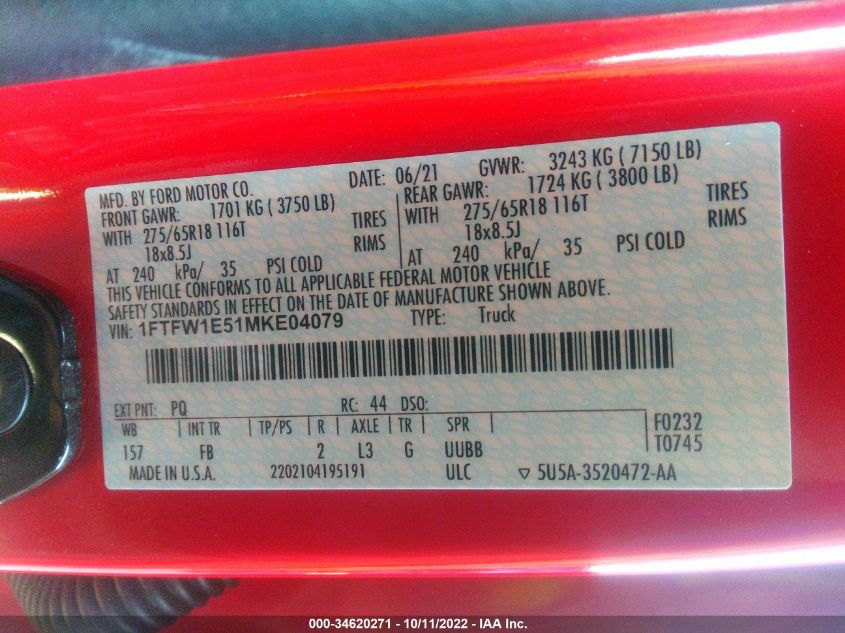 MFD. BY FORD MOTOR CO. DATE: 06/21 GVWR: 3243 KG ( 7150 LB)
FRONT GAWR: 1701 KG ( 3750 LB) REAR GAWR: 1724 KG ( 3800 LB)
WITH 275/65R18 116T TIRES WITH 275/65R18 116T TIRES
18x8.5J RIMS 18x8.5J RIMS
AT 240 kPa/ 35 PSI COLD AT 240 kPa/ 35 PSI COLD
THIS VEHICLE CONFORMS TO ALL APPLICABLE FEDERAL MOTOR VEHICLE
SAFETY STANDARDS IN EFFECT ON THE DATE OF MANUFACTURE SHOWN ABOVE.
VIN: 1FTFW1E51MKE04079 TYPE: Truck
EXT PNT: PQ RC: 44 DSO:
WB INT TR TP/PS R AXLE TR SPR F0232
157 FB 2 L3 G UUBB T0745
MADE IN U.S.A. 2202104195191 ULC ▽ 5U5A-3520472-AA
000-34620271 - 10/11/2022 - IAA Inc.